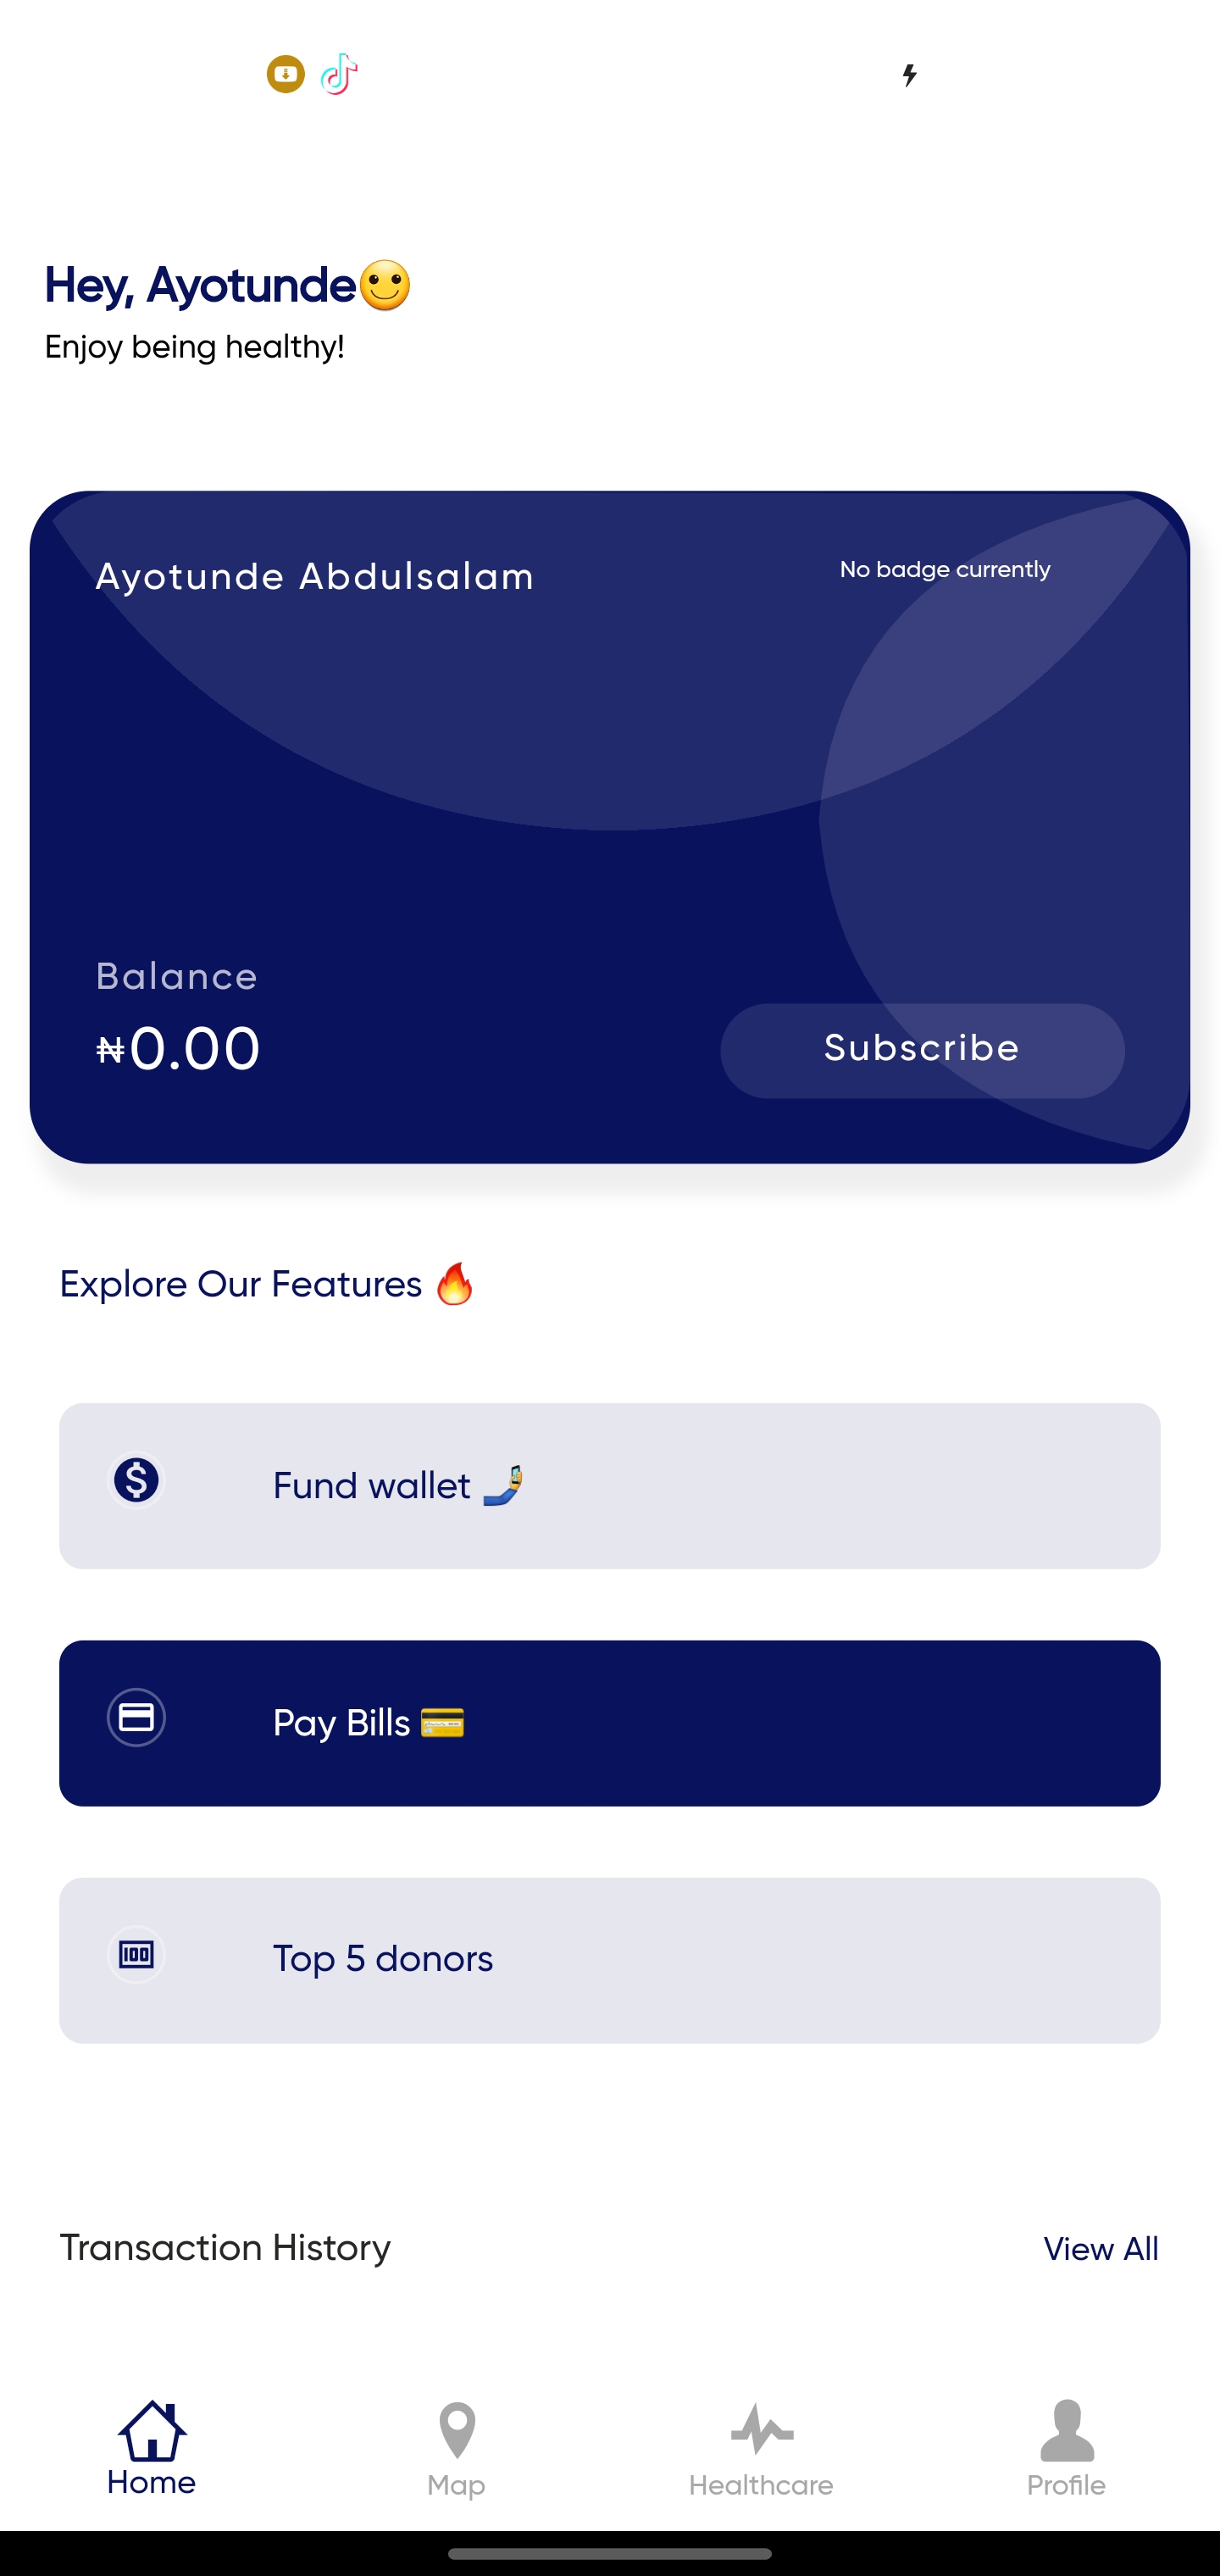 Hey, Ayotunde😊
Enjoy being healthy!
Ayotunde Abdulsalam
No badge currently
Balance
₦0.00
Subscribe
Explore Our Features 🔥
Fund wallet 🤳
Pay Bills 💳
100
Top 5 donors
Transaction History
View All
Home
Map
Healthcare
Profile